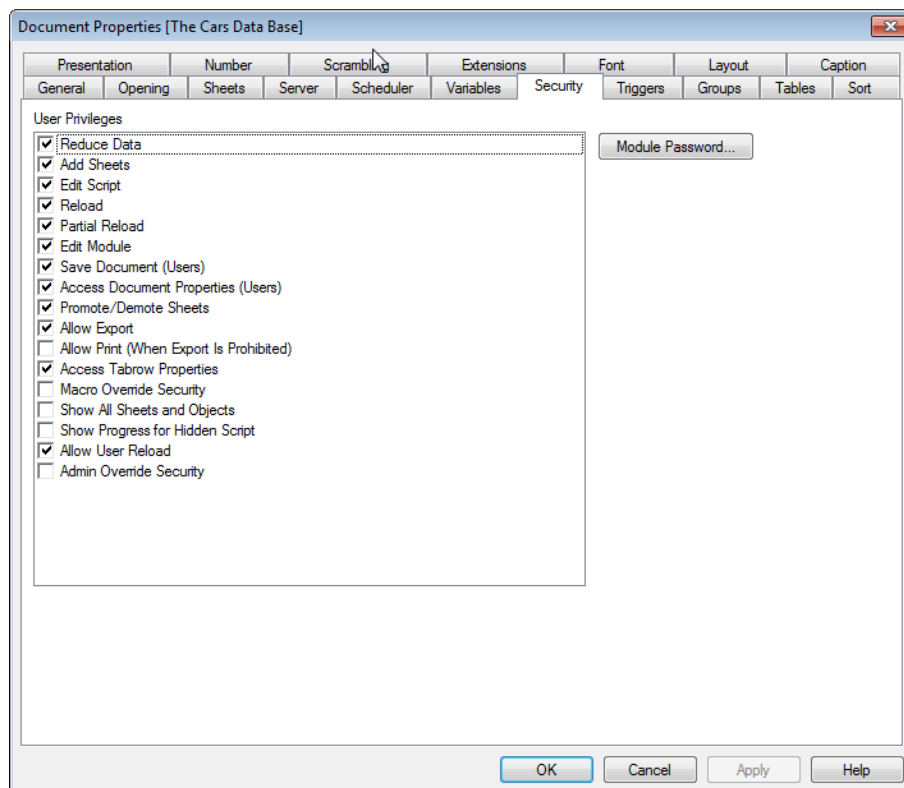 Document Properties [The Cars Data Base]
Presentation Number Scrambling Extensions Font Layout Caption
General Opening Sheets Server Scheduler Variables Security Triggers Groups Tables Sort
User Privileges
Reduce Data
Module Password...
Add Sheets
Edit Script
Reload
Partial Reload
Edit Module
Save Document (Users)
Access Document Properties (Users)
Promote/Demote Sheets
Allow Export
Allow Print (When Export Is Prohibited)
Access Tabrow Properties
Macro Override Security
Show All Sheets and Objects
Show Progress for Hidden Script
Allow User Reload
Admin Override Security
OK Cancel Apply Help